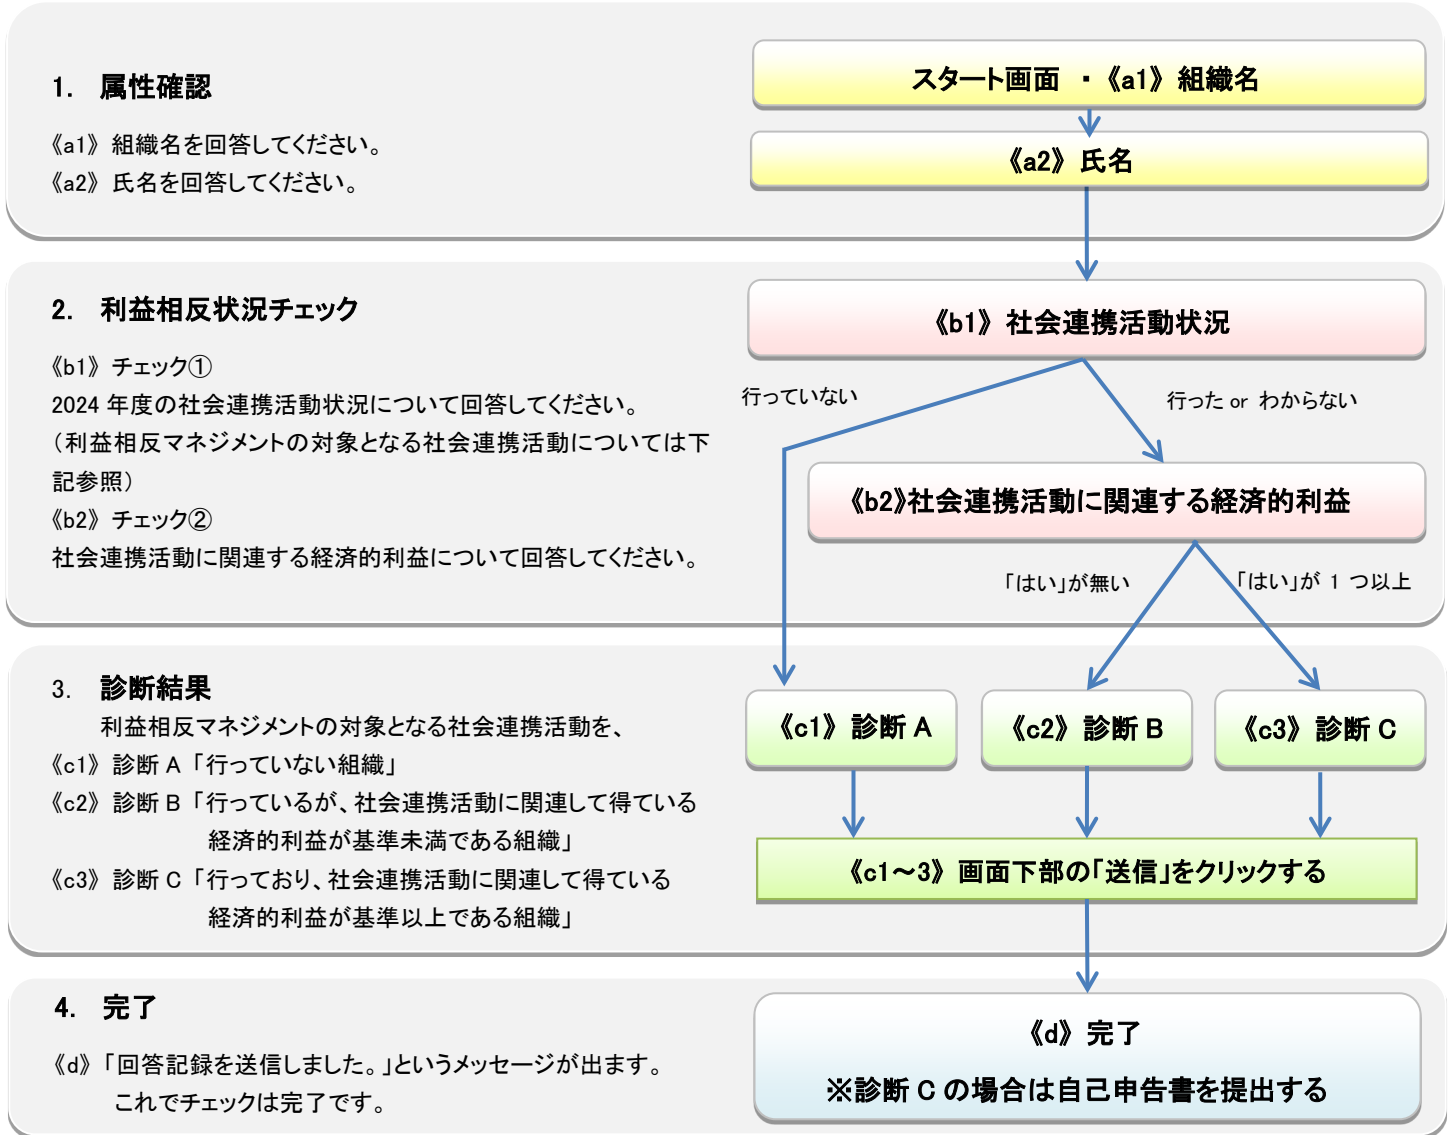 1. 属性確認
《a1》 組織名を回答してください。
《a2》 氏名を回答してください。
スタート画面 ・《a1》 組織名
《a2》 氏名
2. 利益相反状況チェック
《b1》 チェック①
2024 年度の社会連携活動状況について回答してください。
（利益相反マネジメントの対象となる社会連携活動については下
記参照）
《b2》 チェック②
社会連携活動に関連する経済的利益について回答してください。
《b1》 社会連携活動状況
行っていない
行った or わからない
《b2》社会連携活動に関連する経済的利益
「はい」が無い
「はい」が 1 つ以上
3. 診断結果
利益相反マネジメントの対象となる社会連携活動を、
《c1》 診断 A 「行っていない組織」
《c2》 診断 B 「行っているが、社会連携活動に関連して得ている
経済的利益が基準未満である組織」
《c3》 診断 C 「行っており、社会連携活動に関連して得ている
経済的利益が基準以上である組織」
《c1》 診断 A
《c2》 診断 B
《c3》 診断 C
《c1～3》 画面下部の「送信」をクリックする
4. 完了
《d》 「回答記録を送信しました。」というメッセージが出ます。
これでチェックは完了です。
《d》 完了
※診断 C の場合は自己申告書を提出する